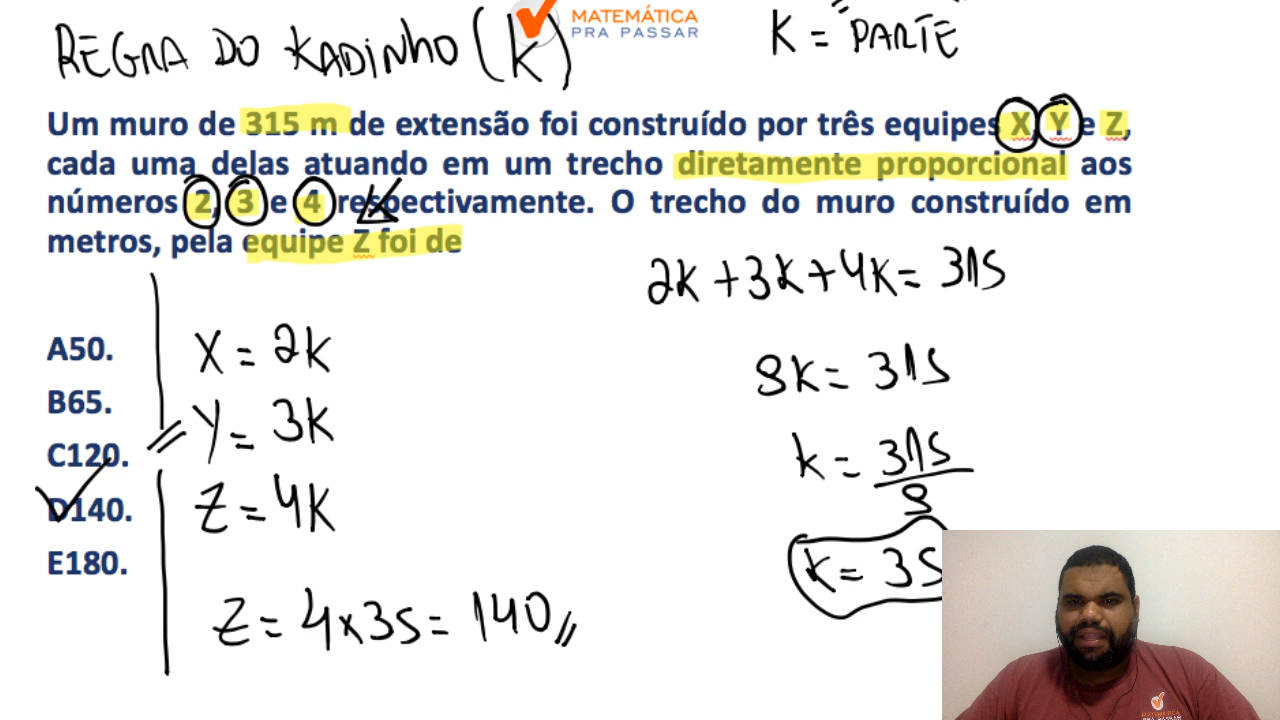 MATEMÁTICA
PRA PASSAR
REGRA DO KADINHO (K)
K = PARTE
Um muro de 315 m de extensão foi construído por três equipes X, Y e Z,
cada uma delas atuando em um trecho diretamente proporcional aos
números 2, 3 e 4 respectivamente. O trecho do muro construído em
metros, pela equipe Z foi de
2K + 3K + 4K = 315
A50.
B65.
C120.
D140.
E180.
X = 2K
Y = 3K
Z = 4K
Z = 4x35 = 140
9K = 315
K = 315
9
K = 35
MATEMÁTICA
PRA PASSAR